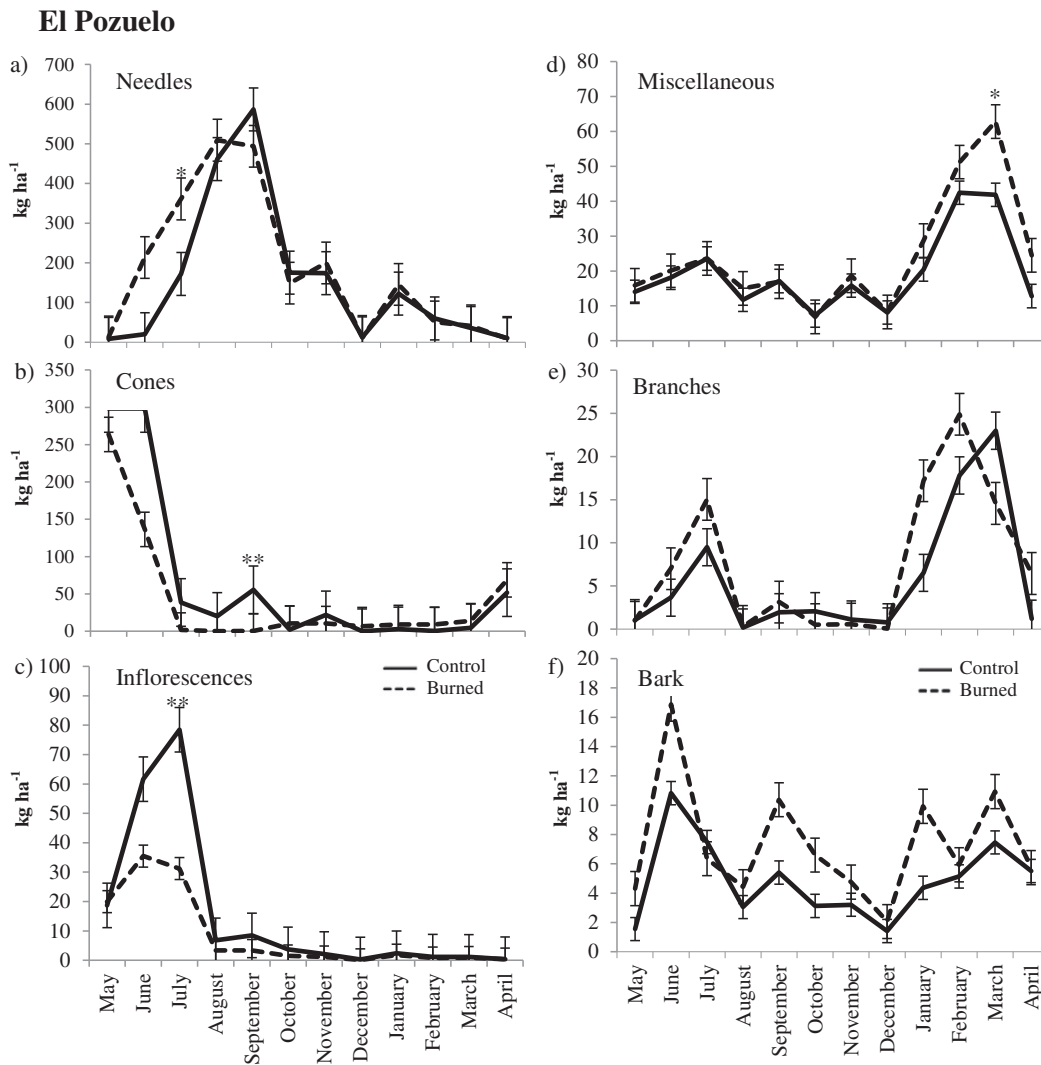 El Pozuelo
a)
Needles
kg ha-1
700
600
500
400
300
200
100
0
*
b)
Cones
kg ha-1
350
300
250
200
150
100
50
0
**
c)
Inflorescences
kg ha-1
100
90
80
70
60
50
40
30
20
10
0
**
Control
Burned
May
June
July
August
September
October
November
December
January
February
March
April
d)
Miscellaneous
kg ha-1
80
70
60
50
40
30
20
10
0
*
e)
Branches
kg ha-1
30
25
20
15
10
5
0
f)
Bark
kg ha-1
20
18
16
14
12
10
8
6
4
2
0
Control
Burned
May
June
July
August
September
October
November
December
January
February
March
April